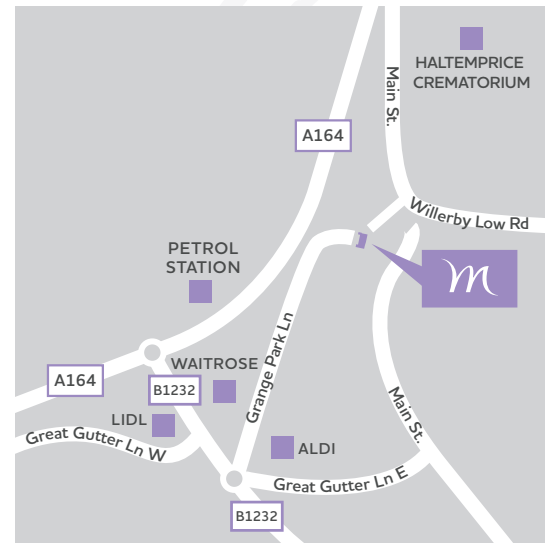 HALTEMPRICE
CREMATORIUM
Main St.
A164
Willerby Low Rd
PETROL
STATION
m
Grange Park Ln
WAITROSE
A164
B1232
LIDL
Great Gutter Ln W
Main St.
ALDI
Great Gutter Ln E
B1232